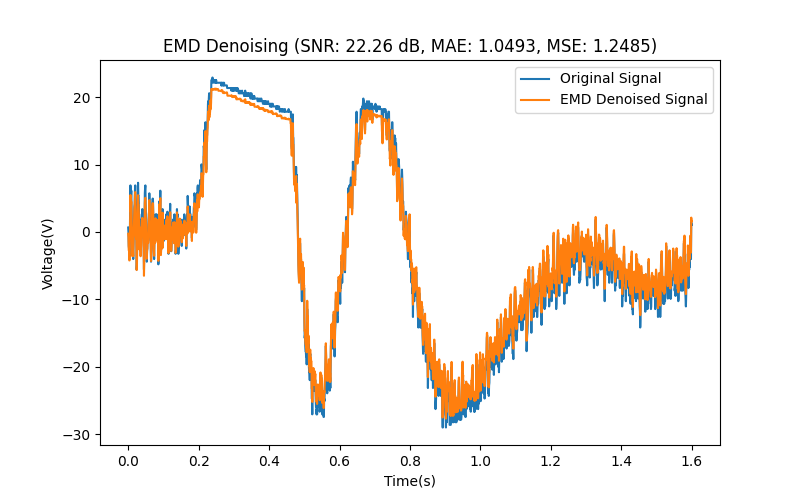 EMD Denoising (SNR: 22.26 dB, MAE: 1.0493, MSE: 1.2485)
Original Signal
EMD Denoised Signal
20
10
0
−10
−20
−30
Voltage(V)
0.0 0.2 0.4 0.6 0.8 1.0 1.2 1.4 1.6
Time(s)